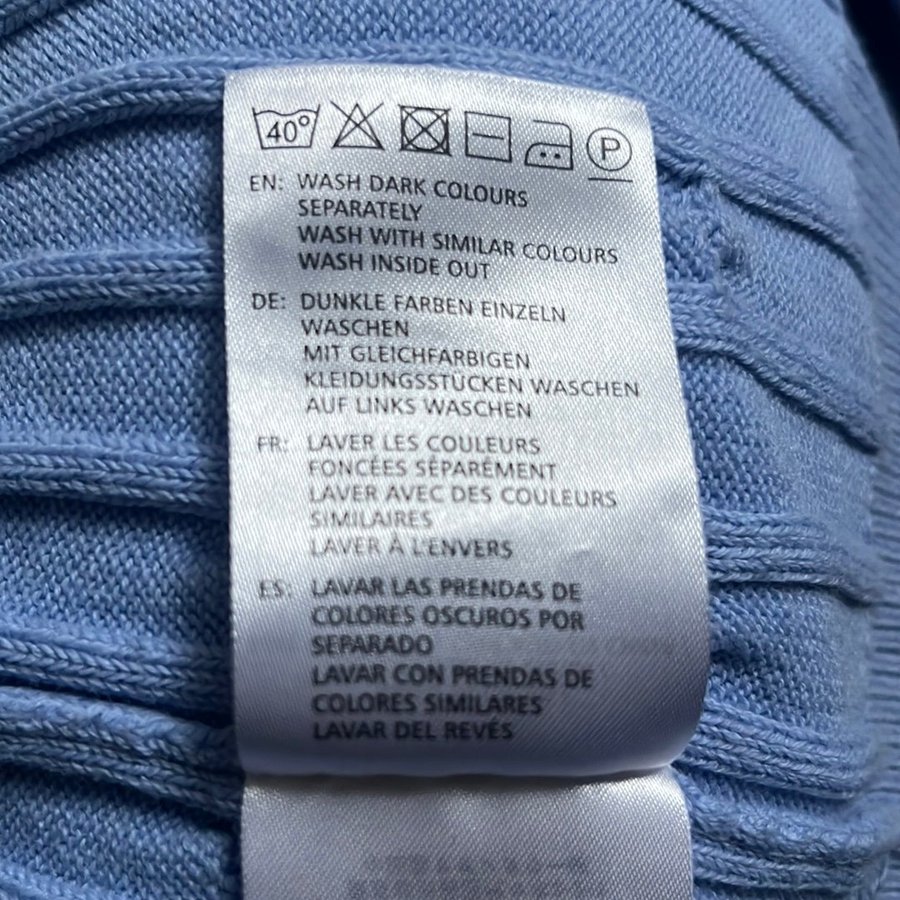 40°
P
EN: WASH DARK COLOURS
SEPARATELY
WASH WITH SIMILAR COLOURS
WASH INSIDE OUT
DE: DUNKLE FARBEN EINZELN
WASCHEN
MIT GLEICHFARBIGEN
KLEIDUNGSSTÜCKEN WASCHEN
AUF LINKS WASCHEN
FR: LAVER LES COULEURS
FONCÉES SÉPARÉMENT
LAVER AVEC DES COULEURS
SIMILAIRES
LAVER À L'ENVERS
ES: LAVAR LAS PRENDAS DE
COLORES OSCUROS POR
SEPARADO
LAVAR CON PRENDAS DE
COLORES SIMILARES
LAVAR DEL REVÉS